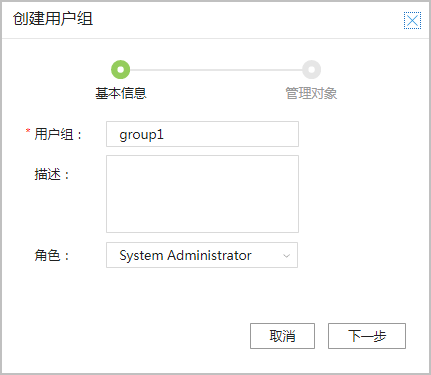 创建用户组
基本信息 管理对象
* 用户组： group1
描述：
角色： System Administrator
取消 下一步